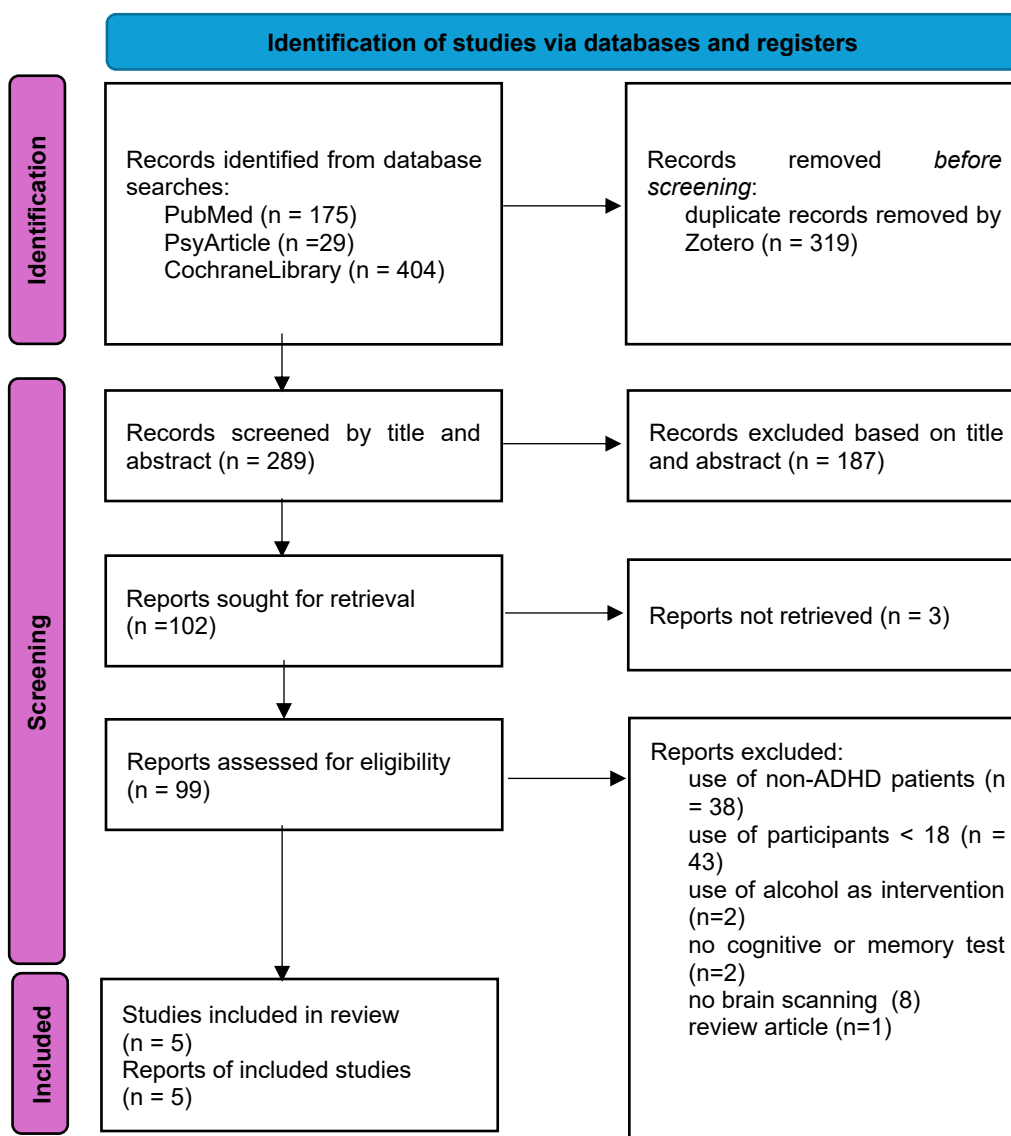 Identification of studies via databases and registers
Identification
Records identified from database
searches:
PubMed (n = 175)
PsyArticle (n =29)
CochraneLibrary (n = 404)
Records removed before
screening:
duplicate records removed by
Zotero (n = 319)
Screening
Records screened by title and
abstract (n = 289)
Records excluded based on title
and abstract (n = 187)
Reports sought for retrieval
(n =102)
Reports not retrieved (n = 3)
Reports assessed for eligibility
(n = 99)
Reports excluded:
use of non-ADHD patients (n
= 38)
use of participants < 18 (n =
43)
use of alcohol as intervention
(n=2)
no cognitive or memory test
(n=2)
no brain scanning (8)
review article (n=1)
Included
Studies included in review
(n = 5)
Reports of included studies
(n = 5)